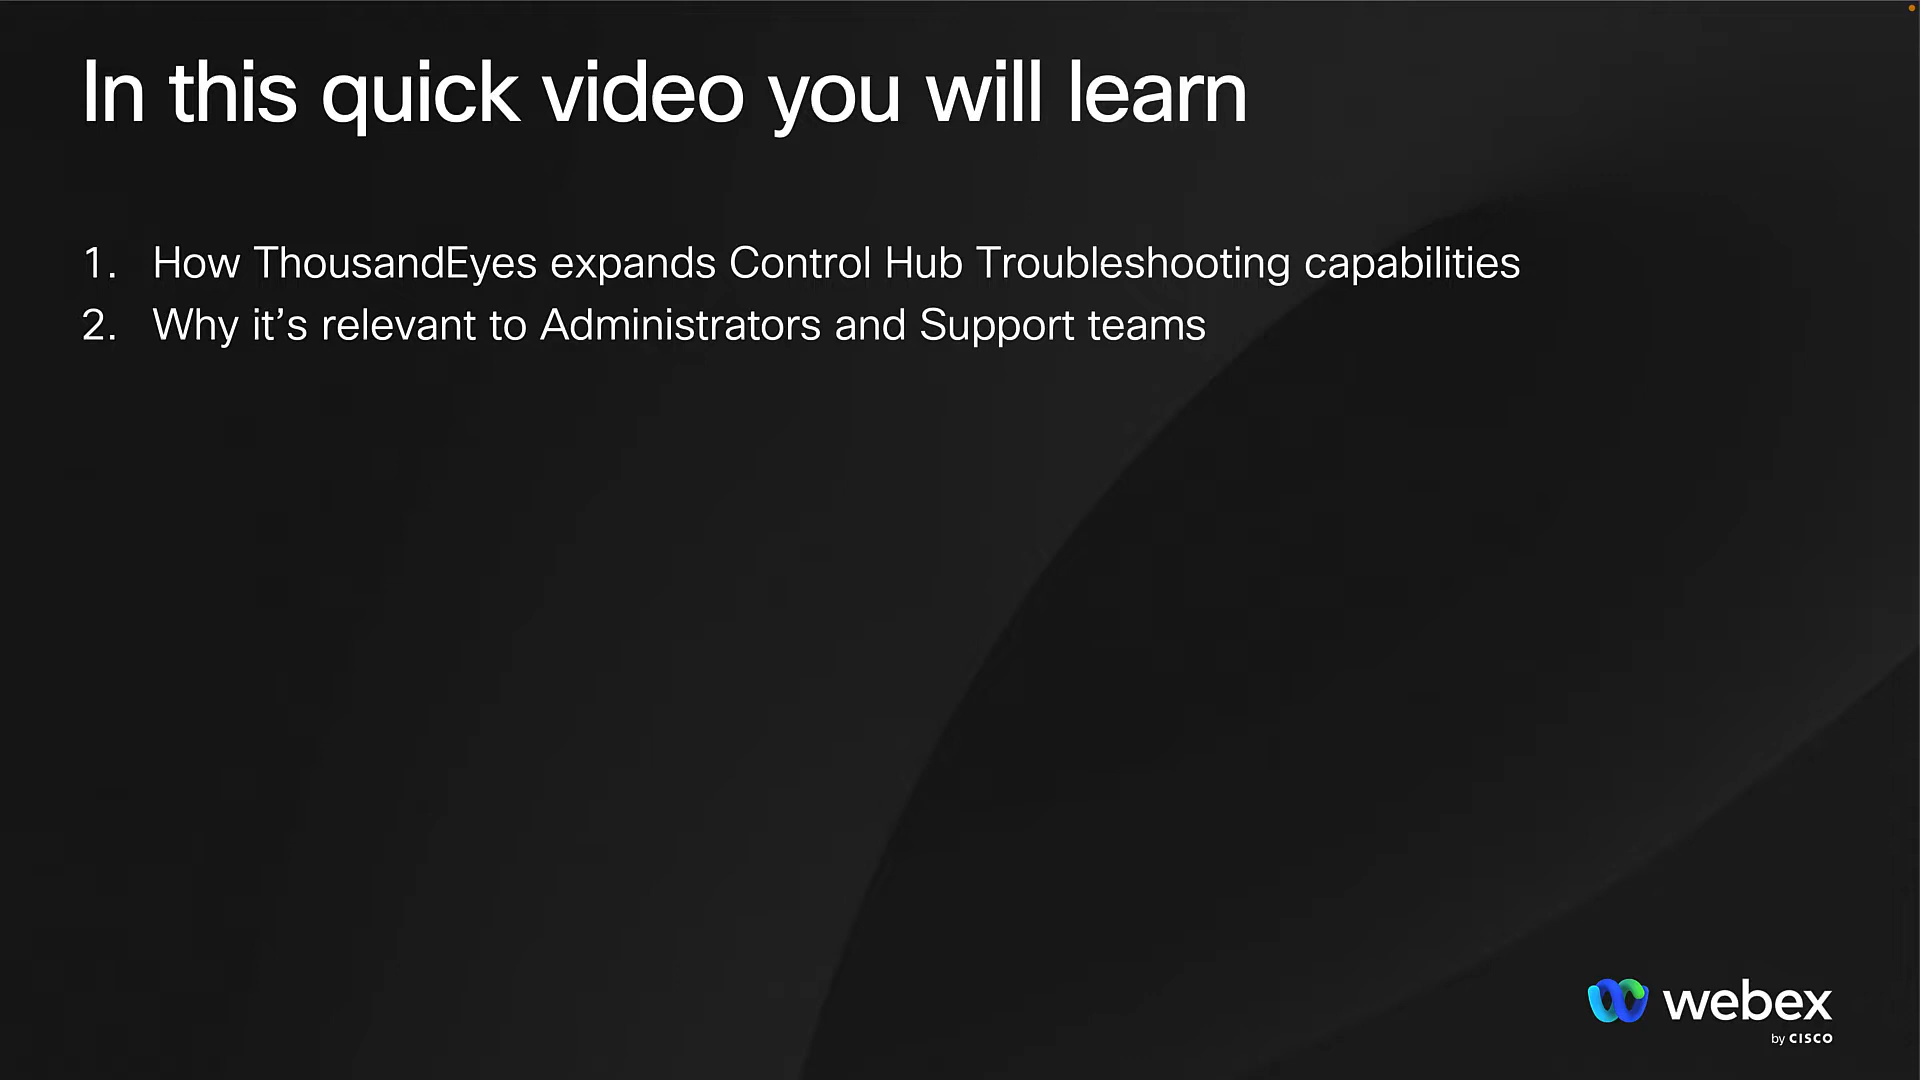 In this quick video you will learn
1. How ThousandEyes expands Control Hub Troubleshooting capabilities
2. Why it’s relevant to Administrators and Support teams
webex
by CISCO